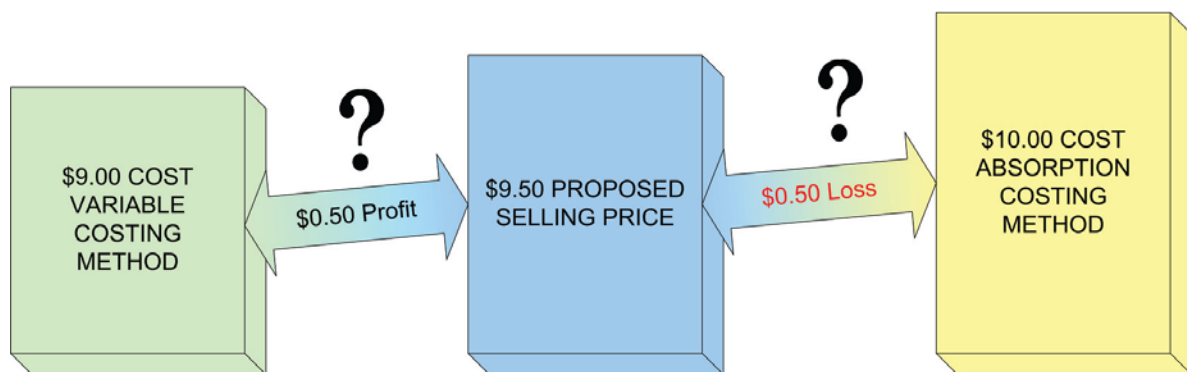 $9.00 COST
VARIABLE
COSTING
METHOD
?
$0.50 Profit
$9.50 PROPOSED
SELLING PRICE
?
$0.50 Loss
$10.00 COST
ABSORPTION
COSTING
METHOD